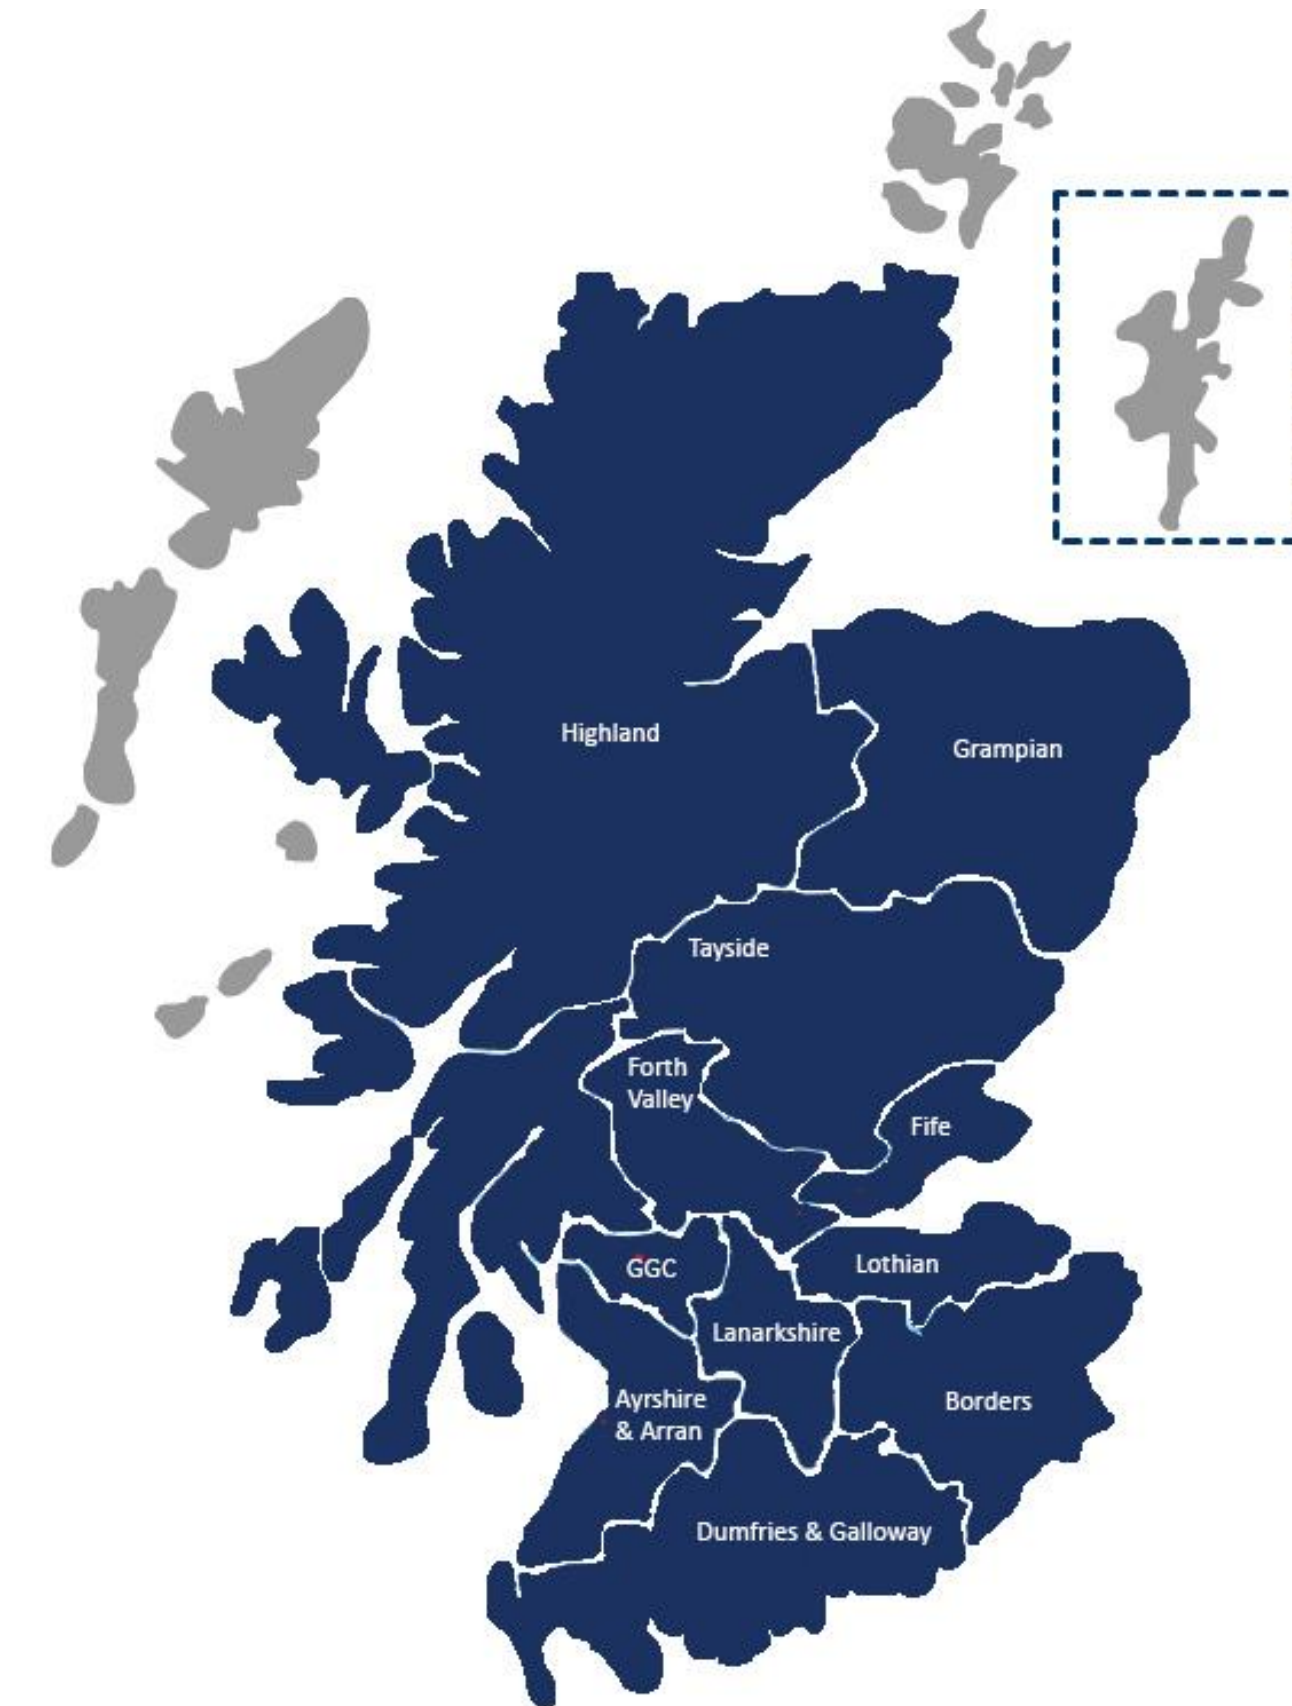 Highland
Grampian
Tayside
Forth
Valley
Fife
GGC
Lothian
Lanarkshire
Ayrshire
& Arran
Borders
Dumfries & Galloway